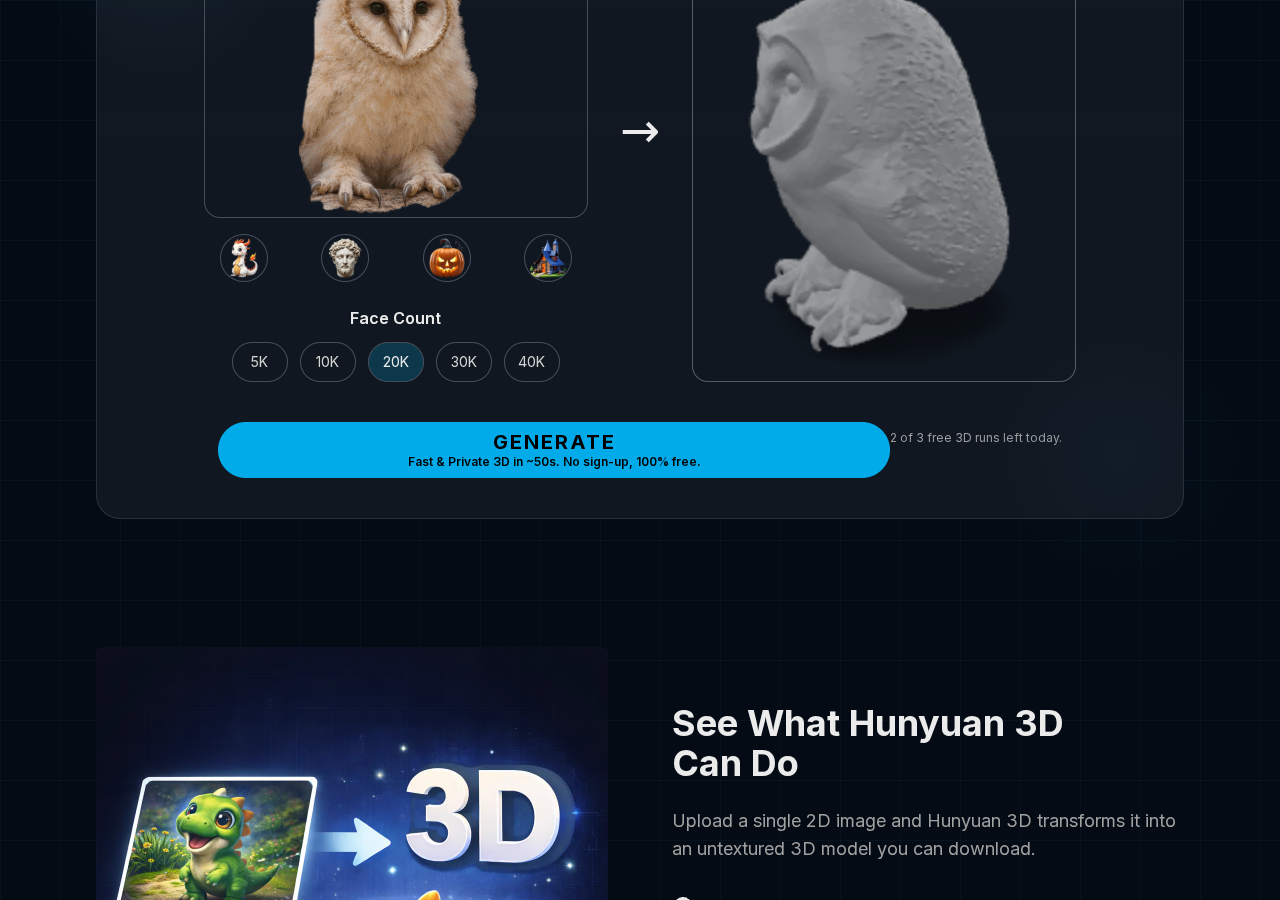 Face Count
5K
10K
20K
30K
40K
GENERATE
Fast & Private 3D in ~50s. No sign-up, 100% free.
2 of 3 free 3D runs left today.
3D
See What Hunyuan 3D
Can Do
Upload a single 2D image and Hunyuan 3D transforms it into
an untextured 3D model you can download.